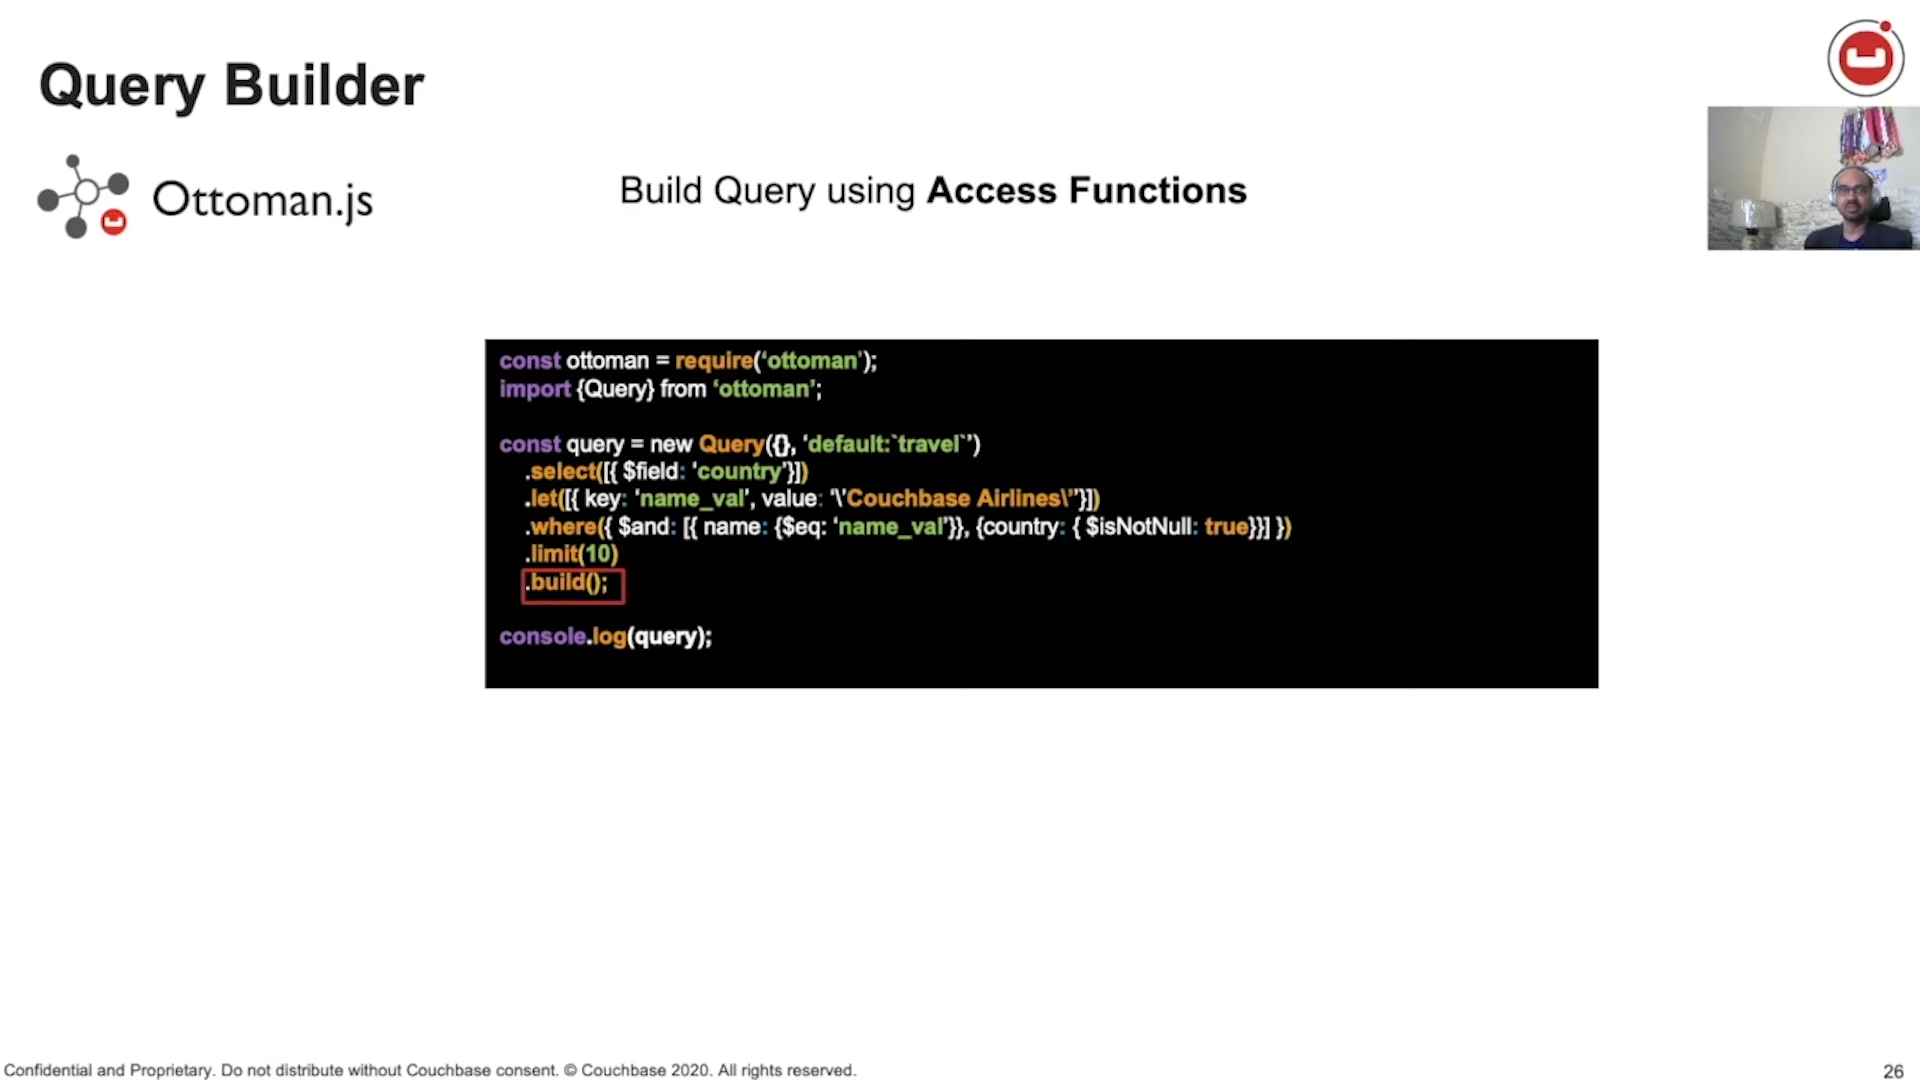 Query Builder
Ottoman.js
Build Query using Access Functions
const ottoman = require(‘ottoman’);
import {Query} from ‘ottoman’;
const query = new Query({}, ‘default:`travel`’)
.select([{ $field: ‘country’}])
.let([{ key: ‘name_val’, value: ‘\’Couchbase Airlines\’’}])
.where({ $and: [{ name: {$eq: ‘name_val’}}, {country: { $isNotNull: true}}] })
.limit(10)
.build();
console.log(query);
Confidential and Proprietary. Do not distribute without Couchbase consent. © Couchbase 2020. All rights reserved.
26